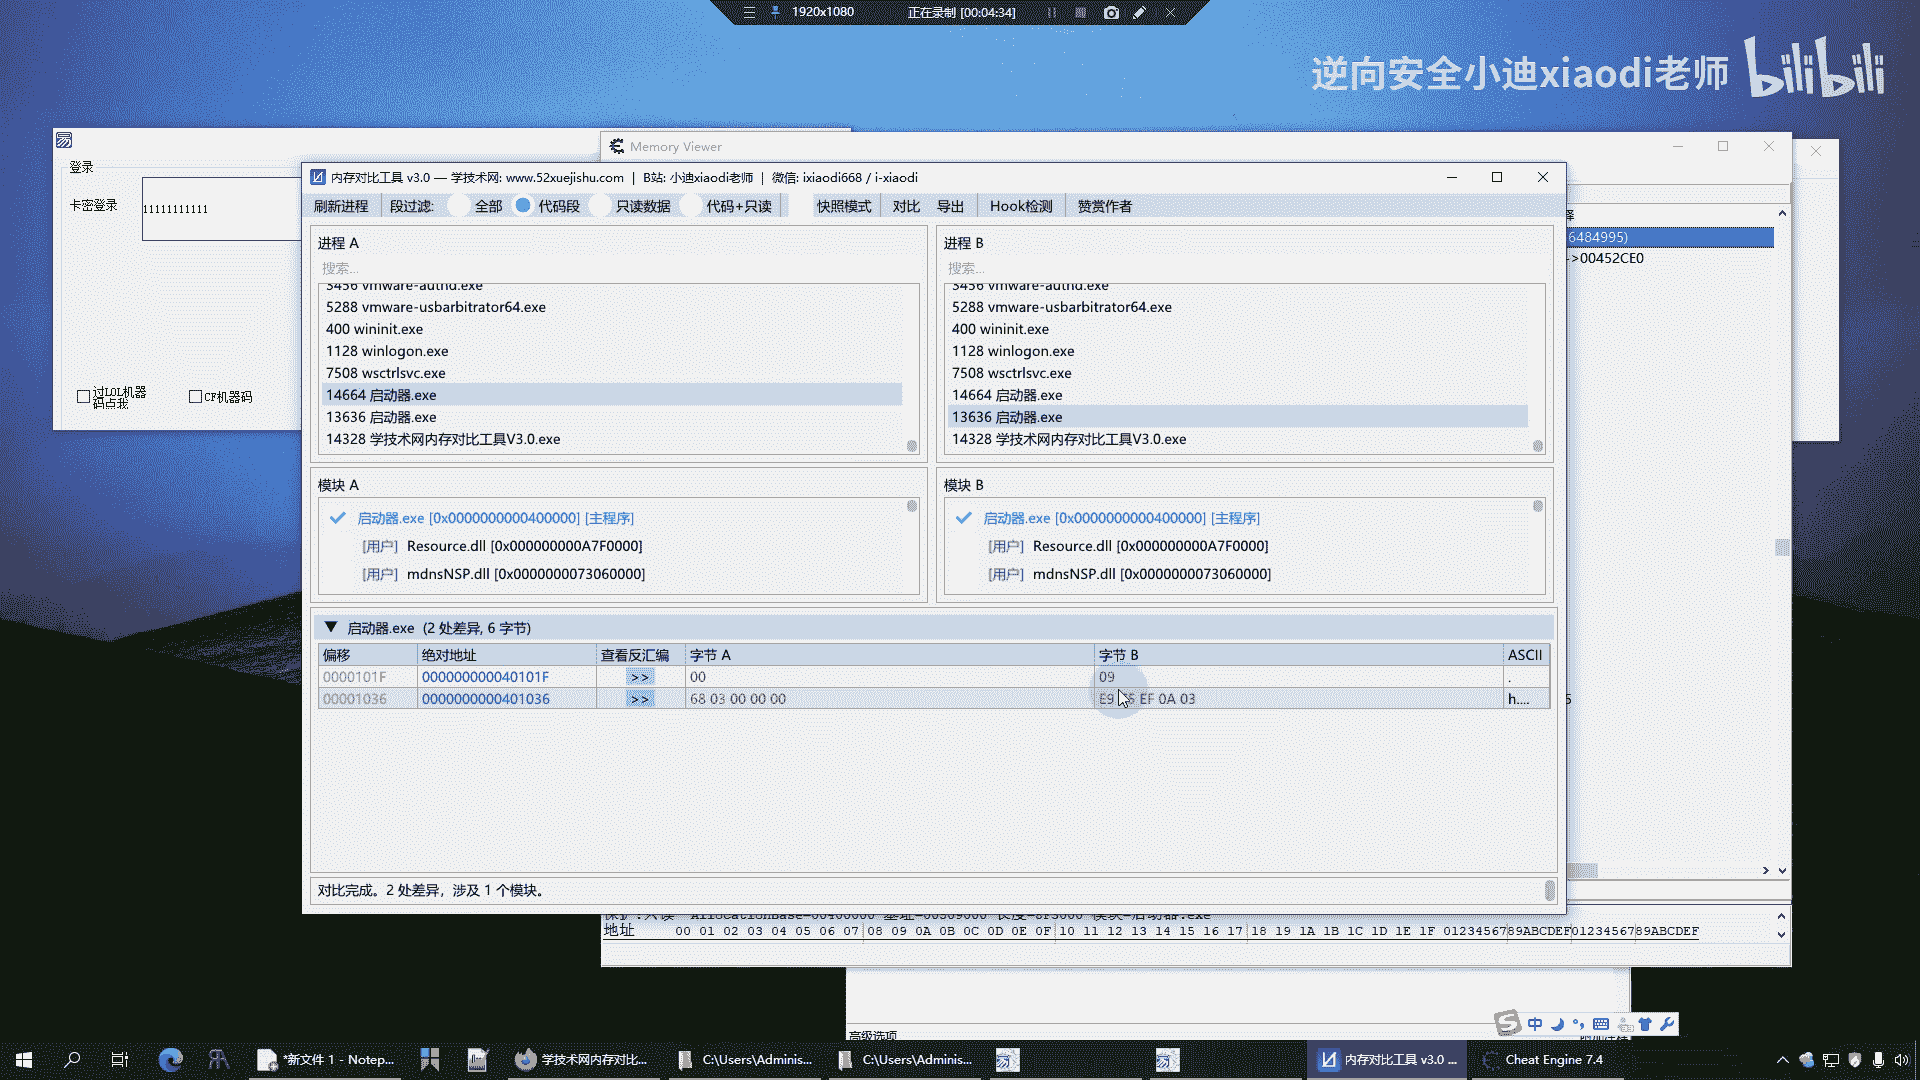 1920x1080 正在录制 [00:04:34]
逆向安全小迪xiaodi老师 bilibili
Memory Viewer
登录
卡密登录 11111111111
过LOL机器
码点我
CF机器码
内存对比工具 v3.0 — 学技术网: www.52xuejishu.com | B站: 小迪xiaodi老师 | 微信: ixiaodi668 / i-xiaodi
刷新进程 段过滤: 全部 代码段 只读数据 代码+只读 快照模式 对比 导出 Hook检测 赞赏作者
6484995)
->00452CE0
进程 A
搜索...
3456 vmware-authd.exe
5288 vmware-usbarbitrator64.exe
400 wininit.exe
1128 winlogon.exe
7508 wsctrlsvc.exe
14664 启动器.exe
13636 启动器.exe
14328 学技术网内存对比工具V3.0.exe
进程 B
搜索...
3456 vmware-authd.exe
5288 vmware-usbarbitrator64.exe
400 wininit.exe
1128 winlogon.exe
7508 wsctrlsvc.exe
14664 启动器.exe
13636 启动器.exe
14328 学技术网内存对比工具V3.0.exe
模块 A
启动器.exe [0x0000000000400000] [主程序]
[用户] Resource.dll [0x000000000A7F0000]
[用户] mdnsNSP.dll [0x0000000073060000]
模块 B
启动器.exe [0x0000000000400000] [主程序]
[用户] Resource.dll [0x000000000A7F0000]
[用户] mdnsNSP.dll [0x0000000073060000]
▼ 启动器.exe (2 处差异, 6 字节)
偏移 绝对地址 查看反汇编 字节 A 字节 B ASCII
0000101F 000000000040101F >> 00 09 .
00001036 0000000000401036 >> 68 03 00 00 00 E9 EF 0A 03 h....
对比完成。2 处差异，涉及 1 个模块。
地址 00 01 02 03 04 05 06 07 08 09 0A 0B 0C 0D 0E 0F 10 11 12 13 14 15 16 17 18 19 1A 1B 1C 1D 1E 1F 0123456789ABCDEF0123456789ABCDEF
高级选项
中
*新文件 1 - Notep... 学技术网内存对比... C:\Users\Adminis... C:\Users\Adminis... 内存对比工具 v3.0 ... Cheat Engine 7.4